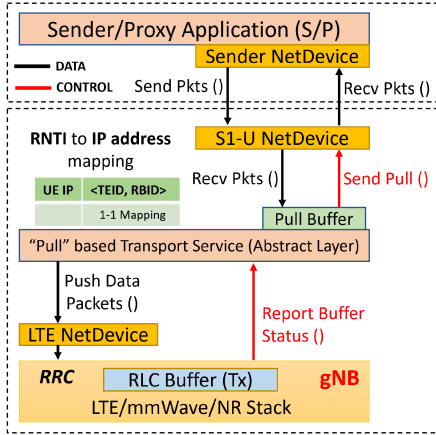 Sender/Proxy Application (S/P)
Sender NetDevice
DATA
CONTROL
Send Pkts ()
Recv Pkts ()
S1-U NetDevice
RNTI to IP address
mapping
UE IP <TEID, RBID>
1-1 Mapping
Recv Pkts ()
Send Pull ()
Pull Buffer
“Pull” based Transport Service (Abstract Layer)
Push Data
Packets ()
Report Buffer
Status ()
LTE NetDevice
RRC
RLC Buffer (Tx)
gNB
LTE/mmWave/NR Stack